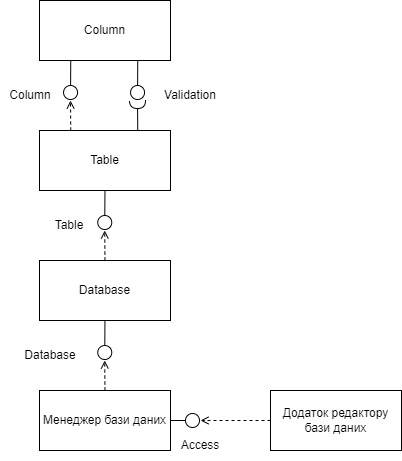 Column
Column
Validation
Table
Table
Database
Database
Менеджер бази даних
Додаток редактору
бази даних
Access